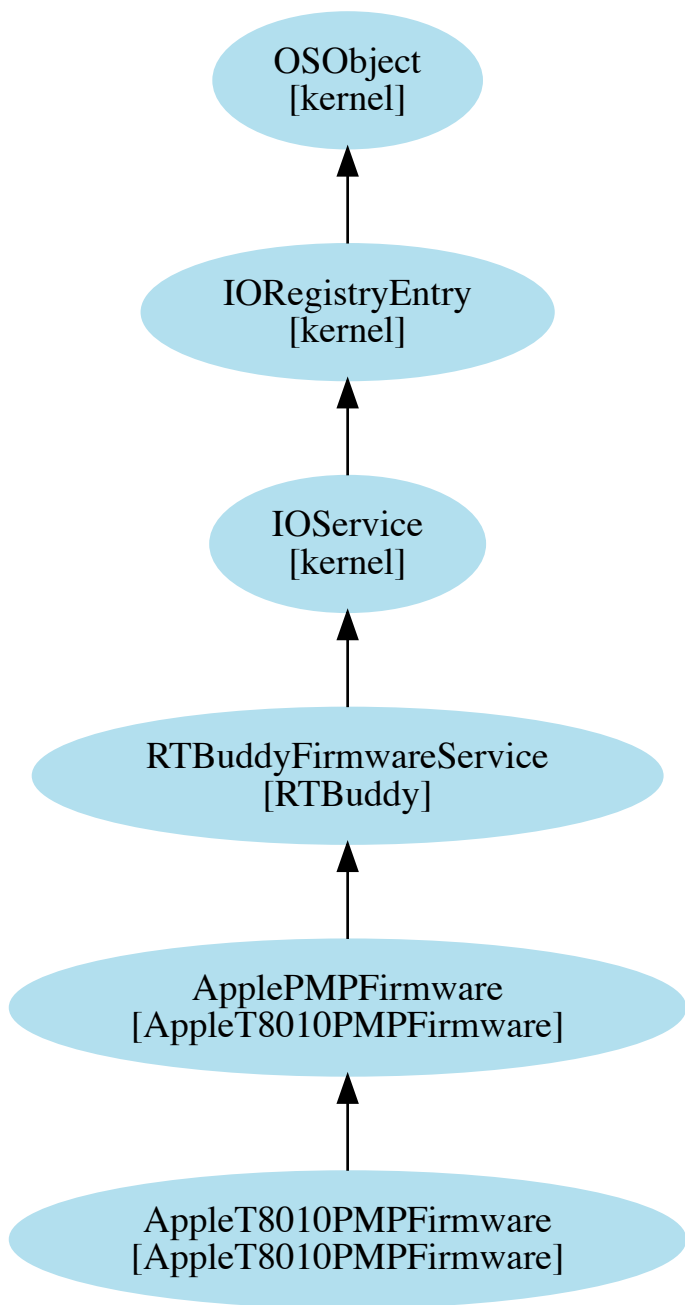 OSObject
[kernel]
IORegistryEntry
[kernel]
IOService
[kernel]
RTBuddyFirmwareService
[RTBuddy]
ApplePMPFirmware
[AppleT8010PMPFirmware]
AppleT8010PMPFirmware
[AppleT8010PMPFirmware]